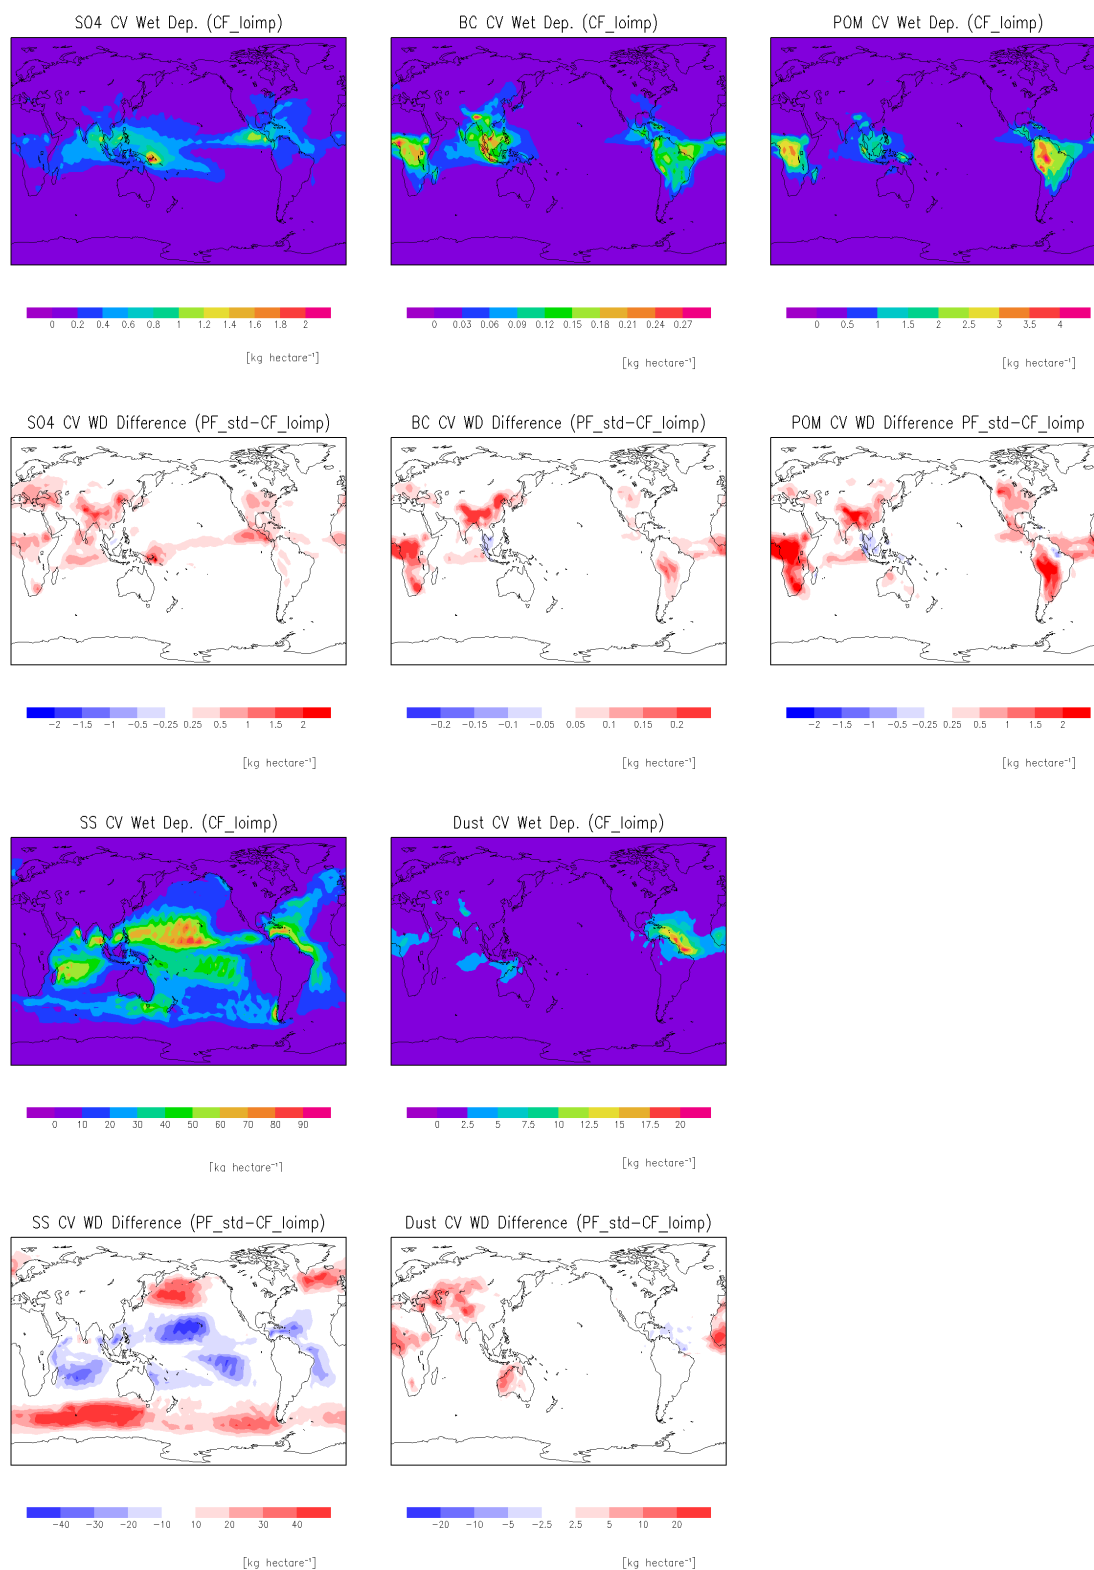 SO4 CV Wet Dep. (CF_loimp)
BC CV Wet Dep. (CF_loimp)
POM CV Wet Dep. (CF_loimp)
0 0.2 0.4 0.6 0.8 1 1.2 1.4 1.6 1.8 2
0 0.03 0.06 0.09 0.12 0.15 0.18 0.21 0.24 0.27
0 0.5 1 1.5 2 2.5 3 3.5 4
[kg hectare⁻¹]
[kg hectare⁻¹]
[kg hectare⁻¹]
SO4 CV WD Difference (PF_std−CF_loimp)
BC CV WD Difference (PF_std−CF_loimp)
POM CV WD Difference PF_std−CF_loimp
−2 −1.5 −1 −0.5 −0.25 0.25 0.5 1 1.5 2
−0.2 −0.15 −0.1 −0.05 0.05 0.1 0.15 0.2
−2 −1.5 −1 −0.5 −0.25 0.25 0.5 1 1.5 2
[kg hectare⁻¹]
[kg hectare⁻¹]
[kg hectare⁻¹]
SS CV Wet Dep. (CF_loimp)
Dust CV Wet Dep. (CF_loimp)
0 10 20 30 40 50 60 70 80 90
0 2.5 5 7.5 10 12.5 15 17.5 20
[kg hectare⁻¹]
[kg hectare⁻¹]
SS CV WD Difference (PF_std−CF_loimp)
Dust CV WD Difference (PF_std−CF_loimp)
−40 −30 −20 −10 10 20 30 40
−20 −10 −5 −2.5 2.5 5 10 20
[kg hectare⁻¹]
[kg hectare⁻¹]